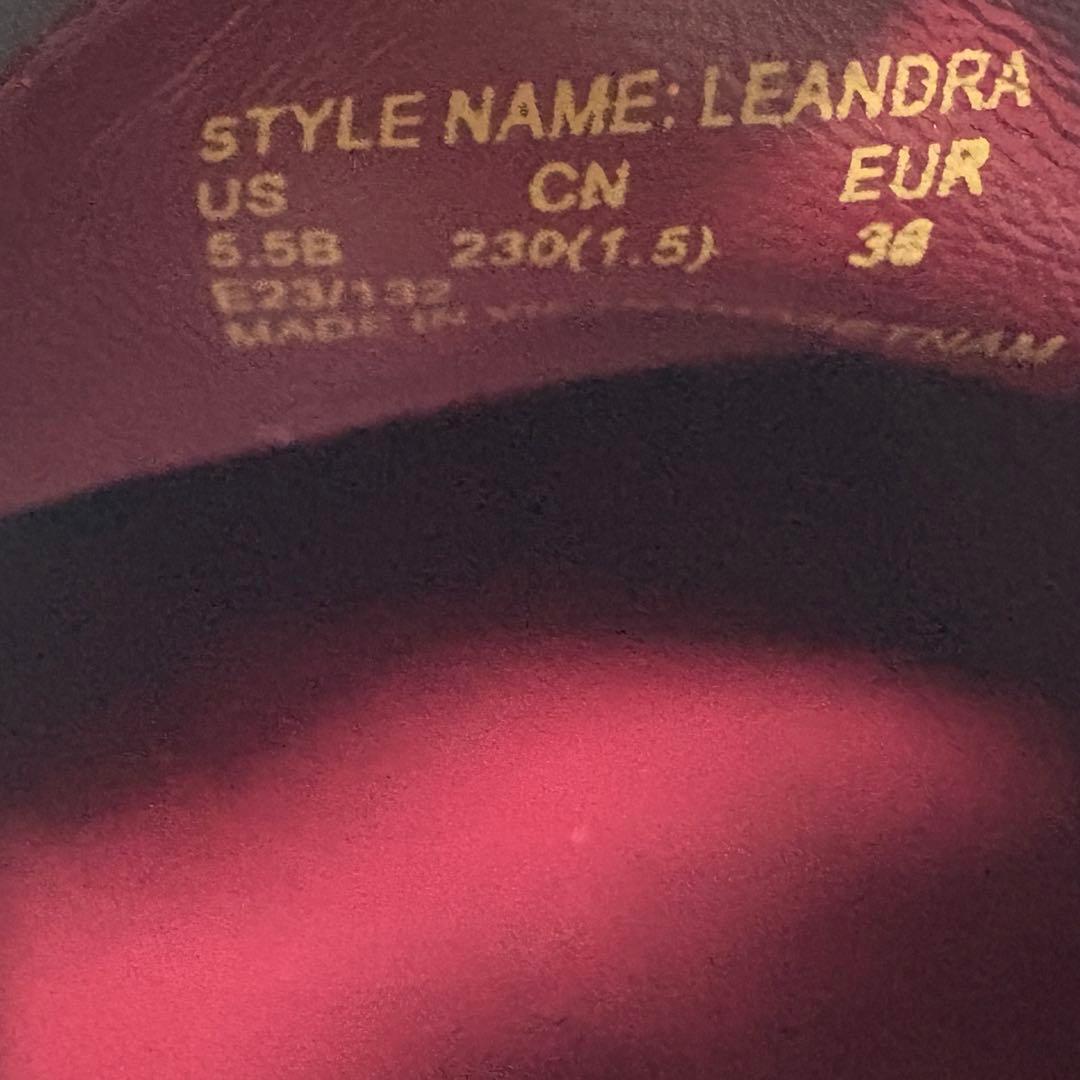 STYLE NAME: LEANDRA
US CN EUR
5.5B 230(1.5) 36
E23/132
MADE IN VIETNAM